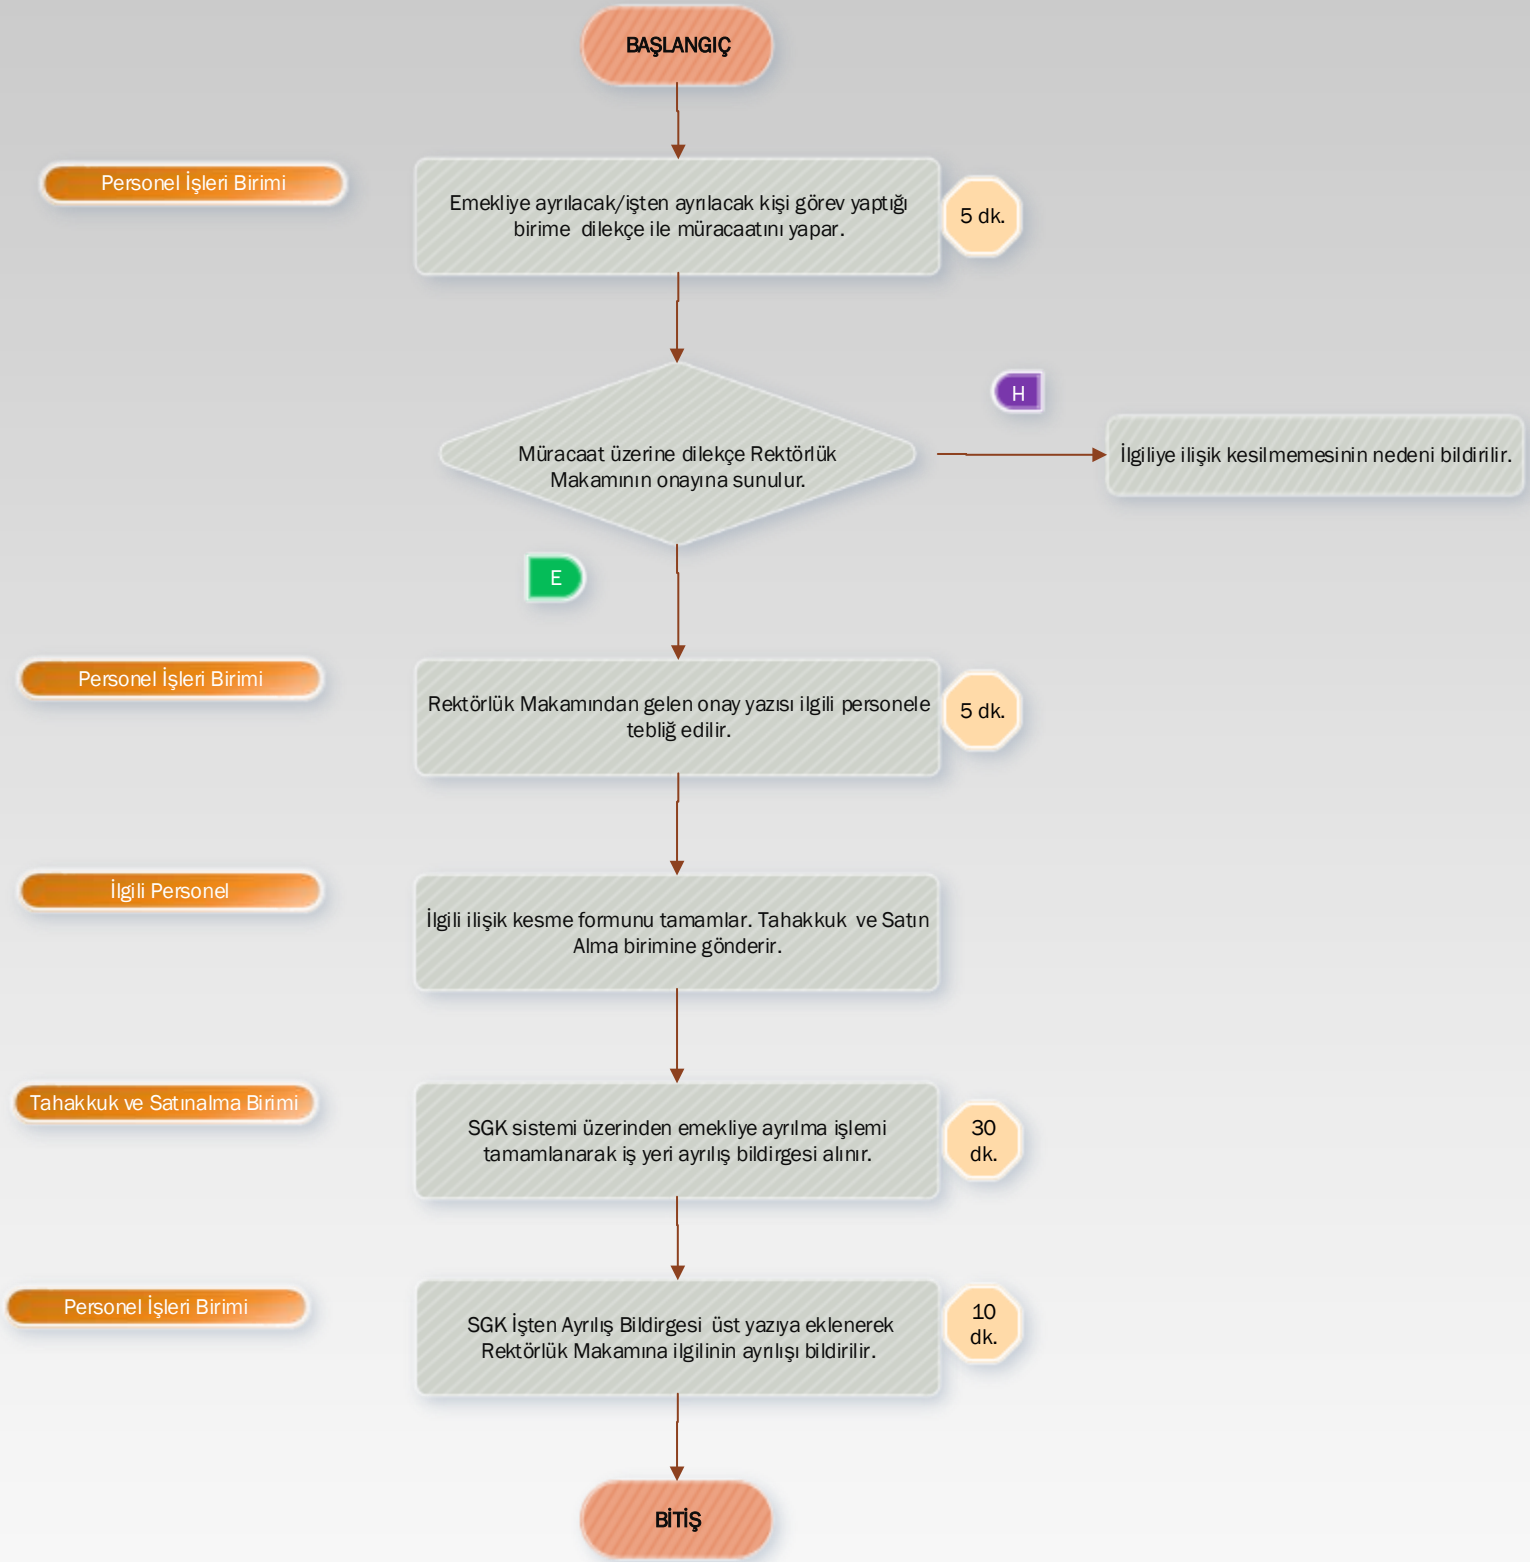 BAŞLANGIÇ
Personel İşleri Birimi
Emekliye ayrılacak/işten ayrılacak kişi görev yaptığı
birime dilekçe ile müracaatını yapar.
5 dk.
H
Müracaat üzerine dilekçe Rektörlük
Makamının onayına sunulur.
İlgiliye ilişik kesilmemesinin nedeni bildirilir.
E
Personel İşleri Birimi
Rektörlük Makamından gelen onay yazısı ilgili personele
tebliğ edilir.
5 dk.
İlgili Personel
İlgili ilişik kesme formunu tamamlar. Tahakkuk ve Satın
Alma birimine gönderir.
Tahakkuk ve Satınalma Birimi
SGK sistemi üzerinden emekliye ayrılma işlemi
tamamlanarak iş yeri ayrılış bildirgesi alınır.
30
dk.
Personel İşleri Birimi
SGK İşten Ayrılış Bildirgesi üst yazıya eklenerek
Rektörlük Makamına ilgilinin ayrılışı bildirilir.
10
dk.
BİTİŞ